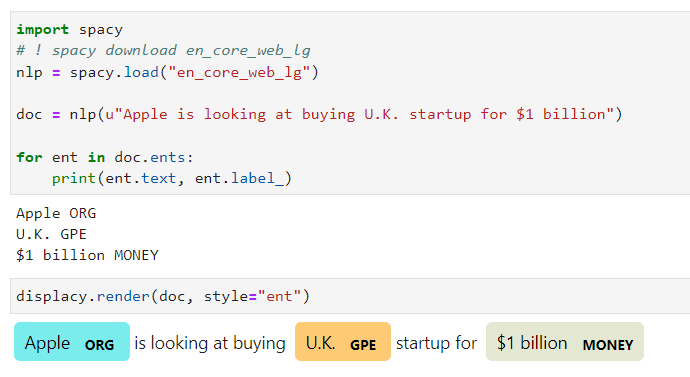 import spacy
# ! spacy download en_core_web_lg
nlp = spacy.load("en_core_web_lg")
doc = nlp(u"Apple is looking at buying U.K. startup for $1 billion")
for ent in doc.ents:
    print(ent.text, ent.label_)
Apple ORG
U.K. GPE
$1 billion MONEY
displacy.render(doc, style="ent")
Apple ORG is looking at buying U.K. GPE startup for $1 billion MONEY